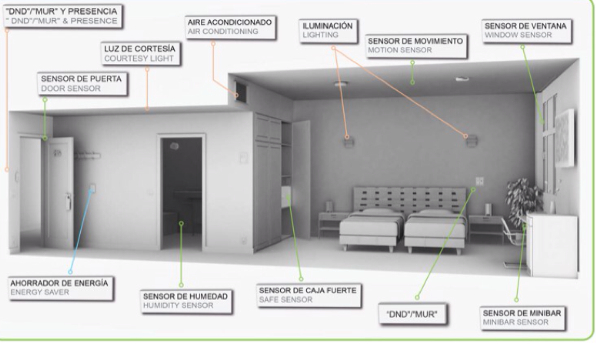 "DND"/"MUR" Y PRESENCIA
"DND"/"MUR" & PRESENCE
AIRE ACONDICIONADO
AIR CONDITIONING
ILUMINACIÓN
LIGHTING
SENSOR DE VENTANA
WINDOW SENSOR
LUZ DE CORTESÍA
COURTESY LIGHT
SENSOR DE MOVIMIENTO
MOTION SENSOR
SENSOR DE PUERTA
DOOR SENSOR
AHORRADOR DE ENERGÍA
ENERGY SAVER
SENSOR DE HUMEDAD
HUMIDITY SENSOR
SENSOR DE CAJA FUERTE
SAFE SENSOR
"DND"/"MUR"
SENSOR DE MINIBAR
MINIBAR SENSOR